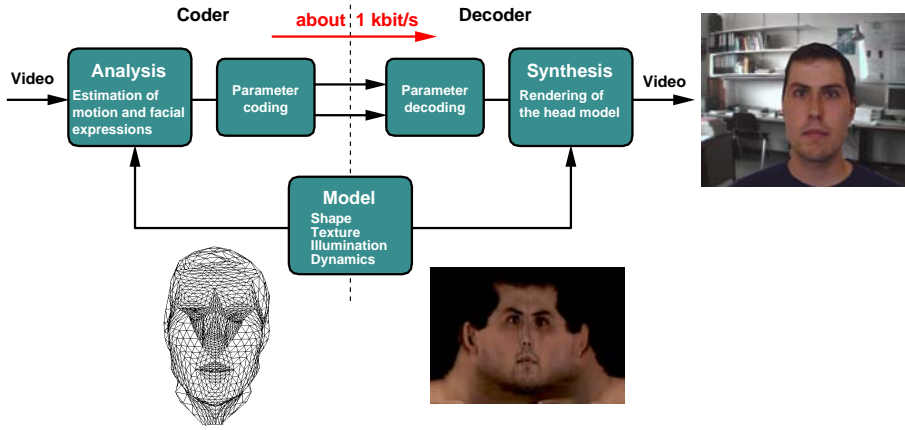 Coder
about 1 kbit/s
Decoder
Video
Analysis
Estimation of
motion and facial
expressions
Parameter
coding
Parameter
decoding
Synthesis
Rendering of
the head model
Video
Model
Shape
Texture
Illumination
Dynamics